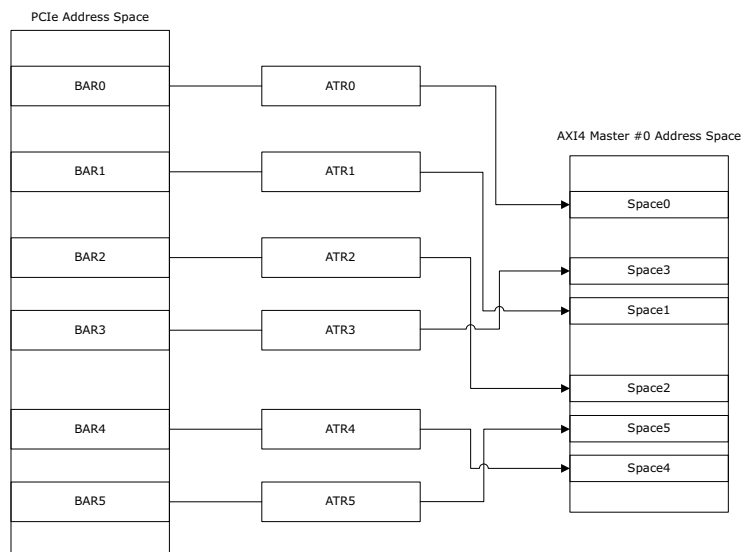 PCIe Address Space
BAR0
ATR0
AXI4 Master #0 Address Space
BAR1
ATR1
Space0
BAR2
ATR2
Space3
Space1
BAR3
ATR3
Space2
BAR4
ATR4
Space5
Space4
BAR5
ATR5